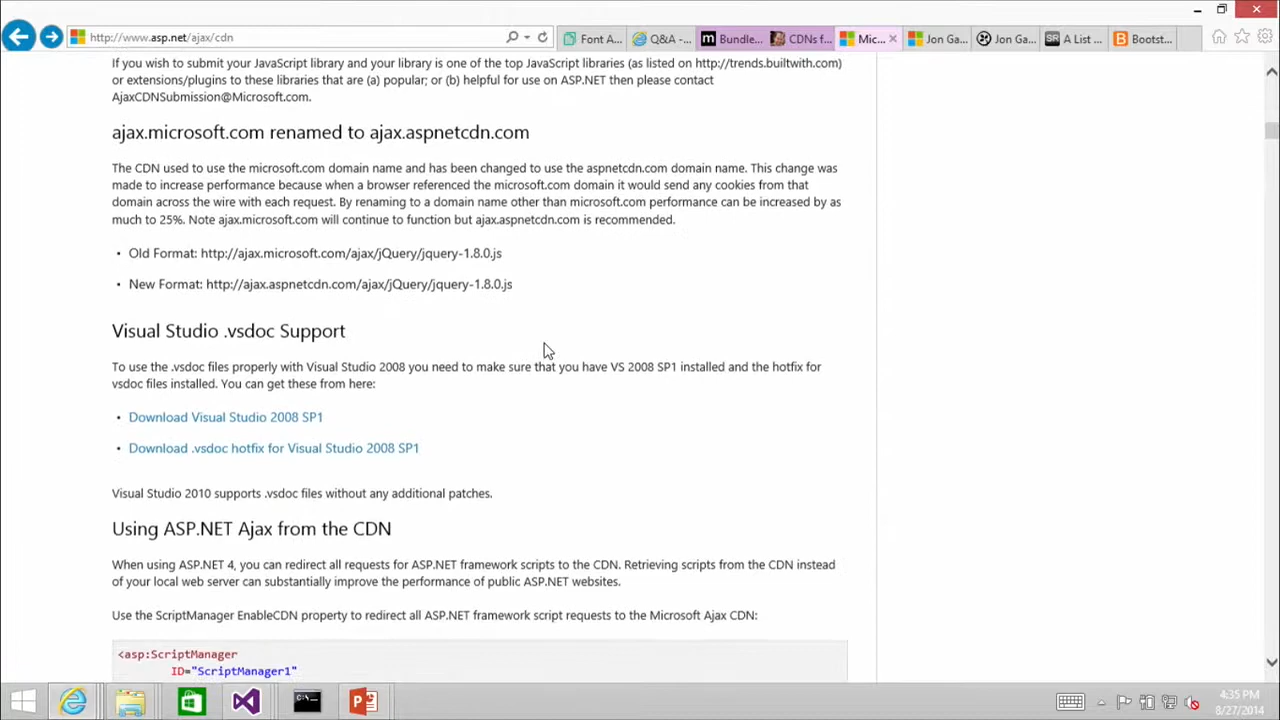 http://www.asp.net/ajax/cdn
Font A...
Q&A -...
Bundle...
CDNs f...
Mic...
Jon Ga...
Jon Ga...
A List ...
Bootst...
If you wish to submit your JavaScript library and your library is one of the top JavaScript libraries (as listed on http://trends.builtwith.com)
or extensions/plugins to these libraries that are (a) popular; or (b) helpful for use on ASP.NET then please contact
AjaxCDNSubmission@Microsoft.com.
ajax.microsoft.com renamed to ajax.aspnetcdn.com
The CDN used to use the microsoft.com domain name and has been changed to use the aspnetcdn.com domain name. This change was
made to increase performance because when a browser referenced the microsoft.com domain it would send any cookies from that
domain across the wire with each request. By renaming to a domain name other than microsoft.com performance can be increased by as
much to 25%. Note ajax.microsoft.com will continue to function but ajax.aspnetcdn.com is recommended.
• Old Format: http://ajax.microsoft.com/ajax/jQuery/jquery-1.8.0.js
• New Format: http://ajax.aspnetcdn.com/ajax/jQuery/jquery-1.8.0.js
Visual Studio .vsdoc Support
To use the .vsdoc files properly with Visual Studio 2008 you need to make sure that you have VS 2008 SP1 installed and the hotfix for
vsdoc files installed. You can get these from here:
• Download Visual Studio 2008 SP1
• Download .vsdoc hotfix for Visual Studio 2008 SP1
Visual Studio 2010 supports .vsdoc files without any additional patches.
Using ASP.NET Ajax from the CDN
When using ASP.NET 4, you can redirect all requests for ASP.NET framework scripts to the CDN. Retrieving scripts from the CDN instead
of your local web server can substantially improve the performance of public ASP.NET websites.
Use the ScriptManager EnableCDN property to redirect all ASP.NET framework script requests to the Microsoft Ajax CDN:
<asp:ScriptManager
ID="ScriptManager1"
4:35 PM
8/27/2014